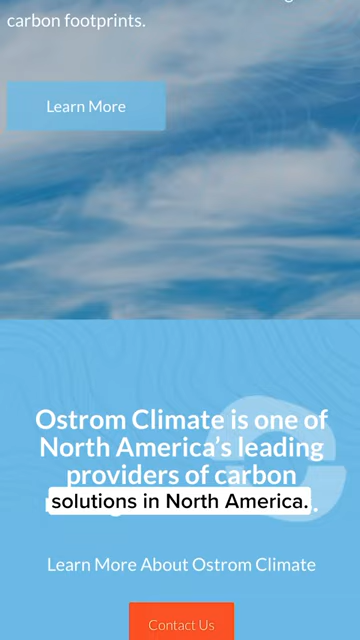 carbon footprints.
Learn More
Ostrom Climate is one of
North America's leading
providers of carbon
solutions in North America.
Learn More About Ostrom Climate
Contact Us